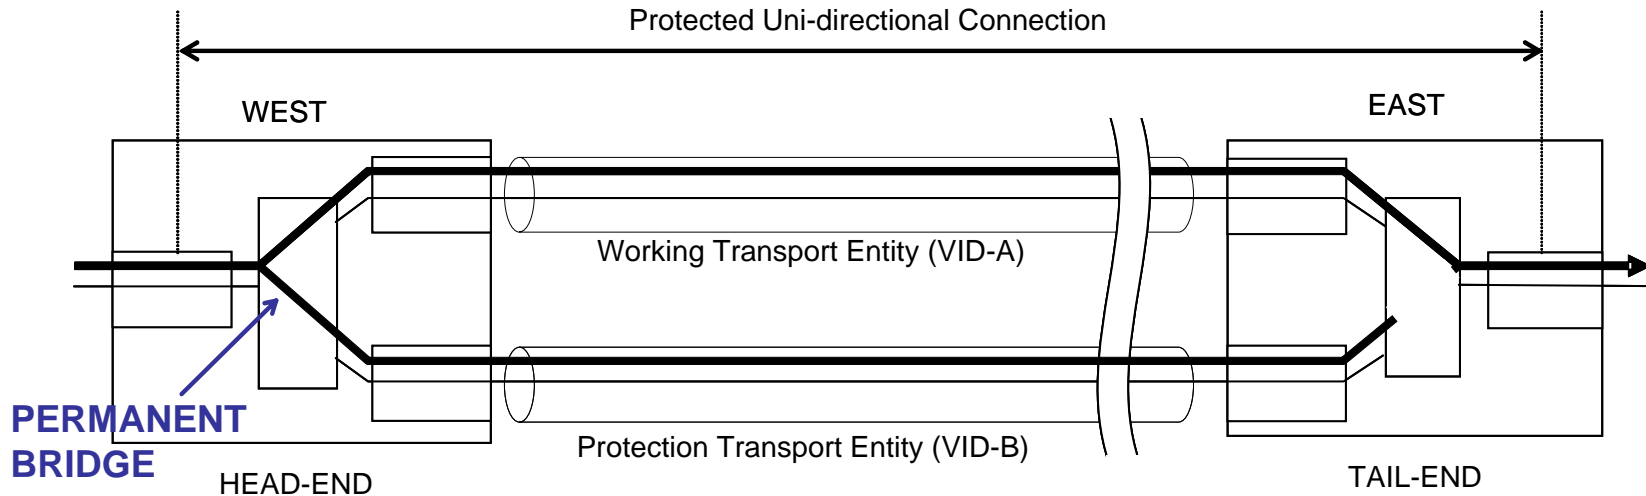 Protected Uni-directional Connection
WEST
EAST
Working Transport Entity (VID-A)
PERMANENT
BRIDGE
Protection Transport Entity (VID-B)
HEAD-END
TAIL-END